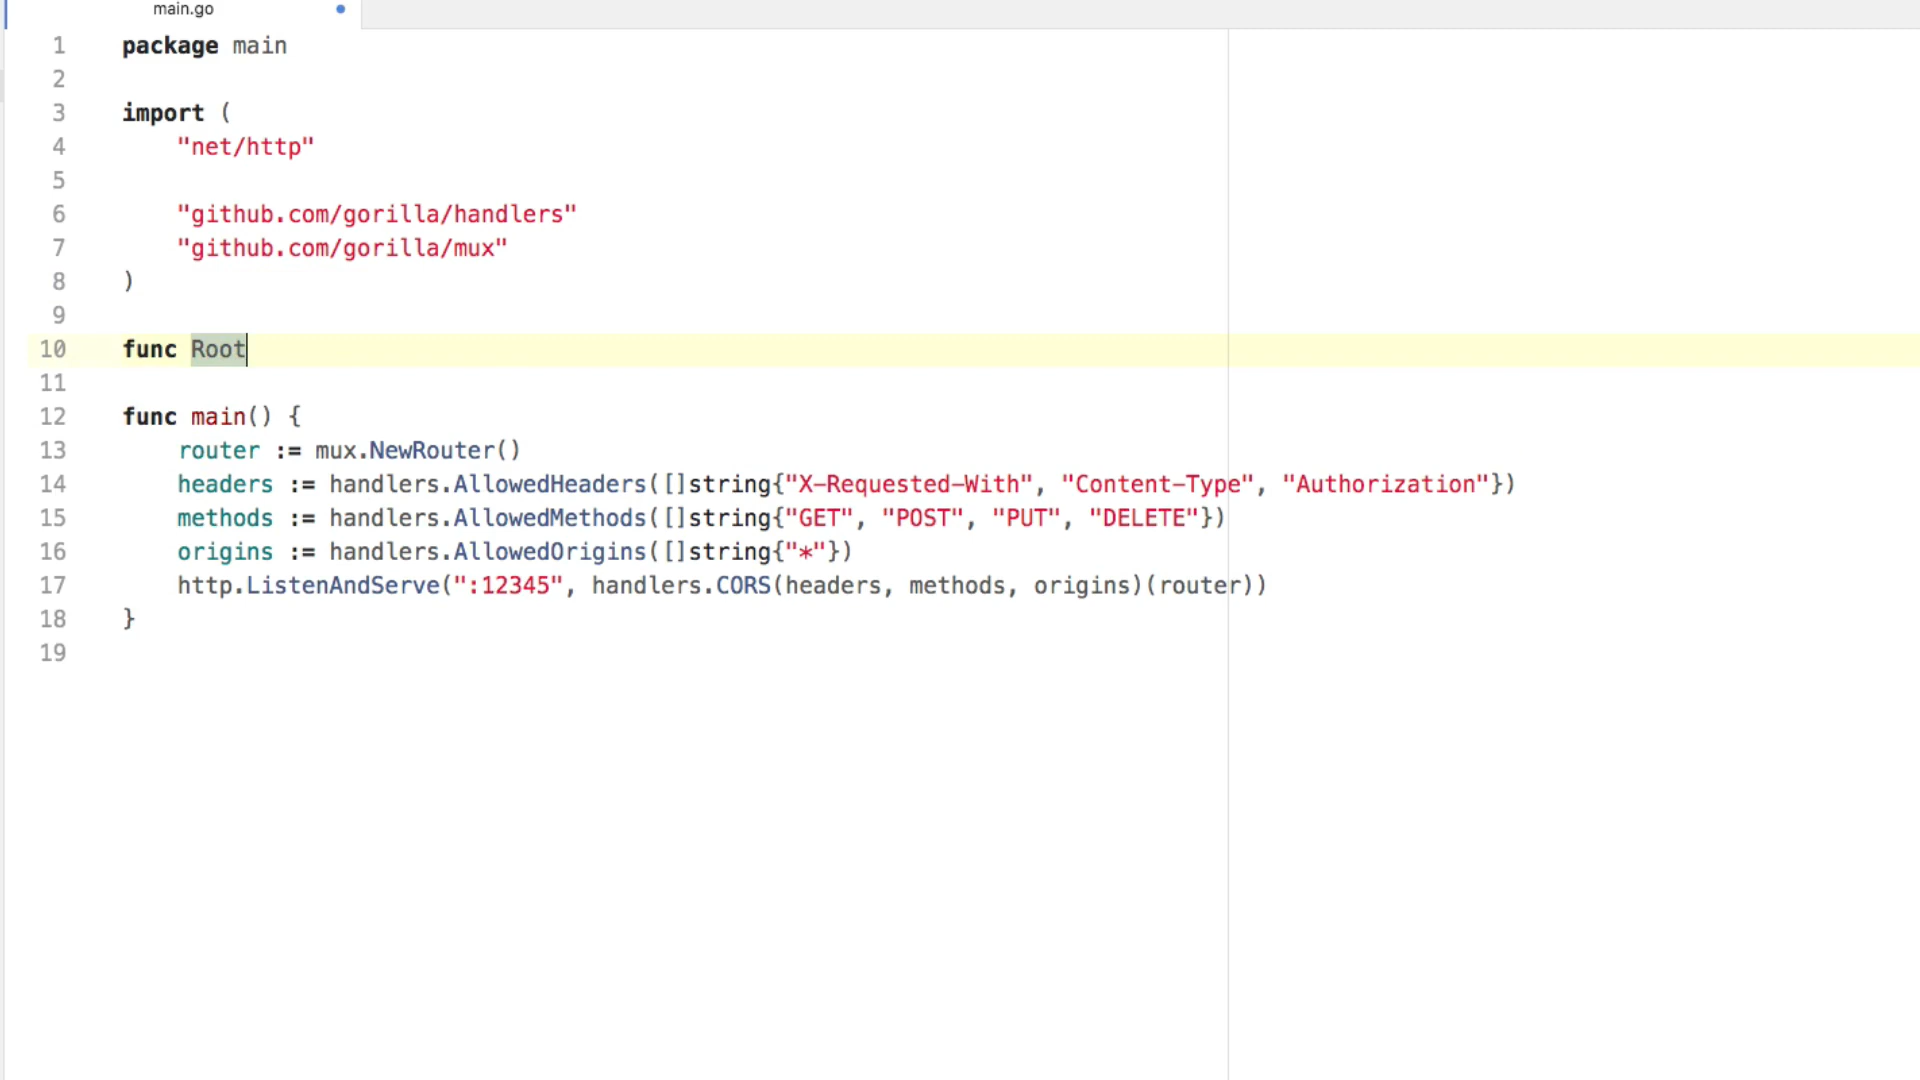 main.go
1 package main
2
3 import (
4 "net/http"
5
6 "github.com/gorilla/handlers"
7 "github.com/gorilla/mux"
8 )
9
10 func Root
11
12 func main() {
13 router := mux.NewRouter()
14 headers := handlers.AllowedHeaders([]string{"X-Requested-With", "Content-Type", "Authorization"})
15 methods := handlers.AllowedMethods([]string{"GET", "POST", "PUT", "DELETE"})
16 origins := handlers.AllowedOrigins([]string{"*"})
17 http.ListenAndServe(":12345", handlers.CORS(headers, methods, origins)(router))
18 }
19